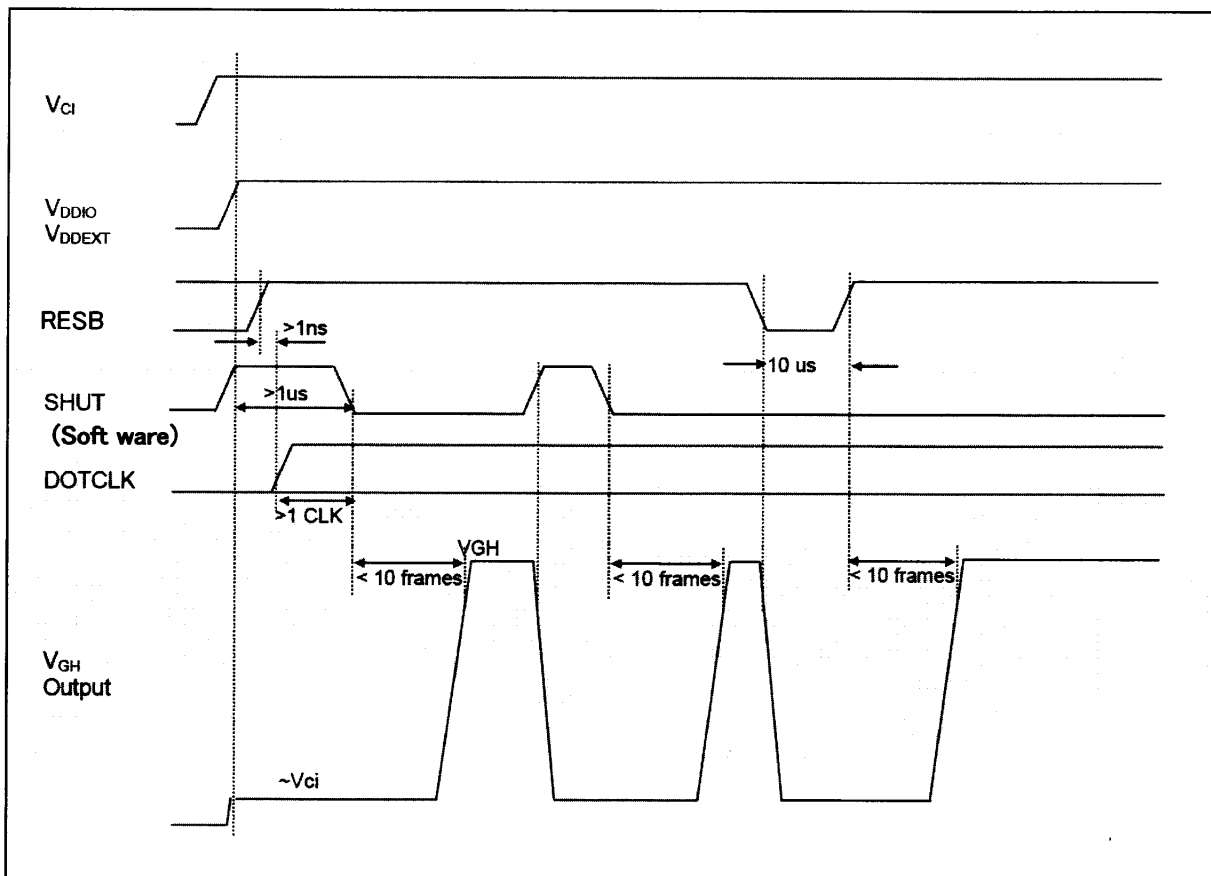 VCI
VDDIO
VDDEXT
RESB
>1ns
10 us
SHUT
>1us
(Soft ware)
DOTCLK
>1 CLK
VGH
< 10 frames
< 10 frames
< 10 frames
VGH
Output
~Vci